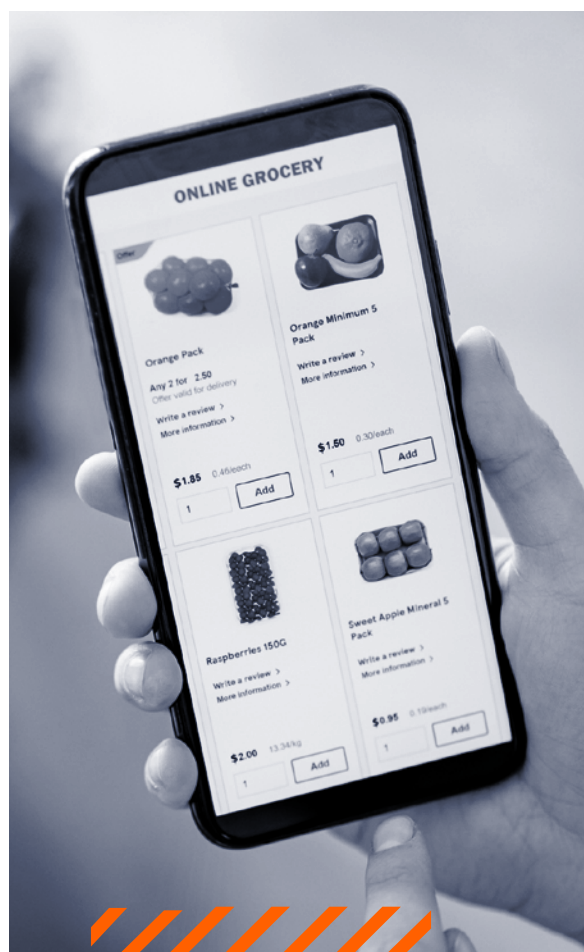 ONLINE GROCERY
Offer
Orange Pack
Any 2 for 2.50
Offer valid for delivery
Write a review >
More information >
$1.85 0.46/each
1 Add
Orange Minimum 5
Pack
Write a review >
More information >
$1.50 0.30/each
1 Add
Raspberries 150G
Write a review >
More information >
$2.00 13.34/kg
1 Add
Sweet Apple Mineral 5
Pack
Write a review >
More information >
$0.95 0.19/each
1 Add